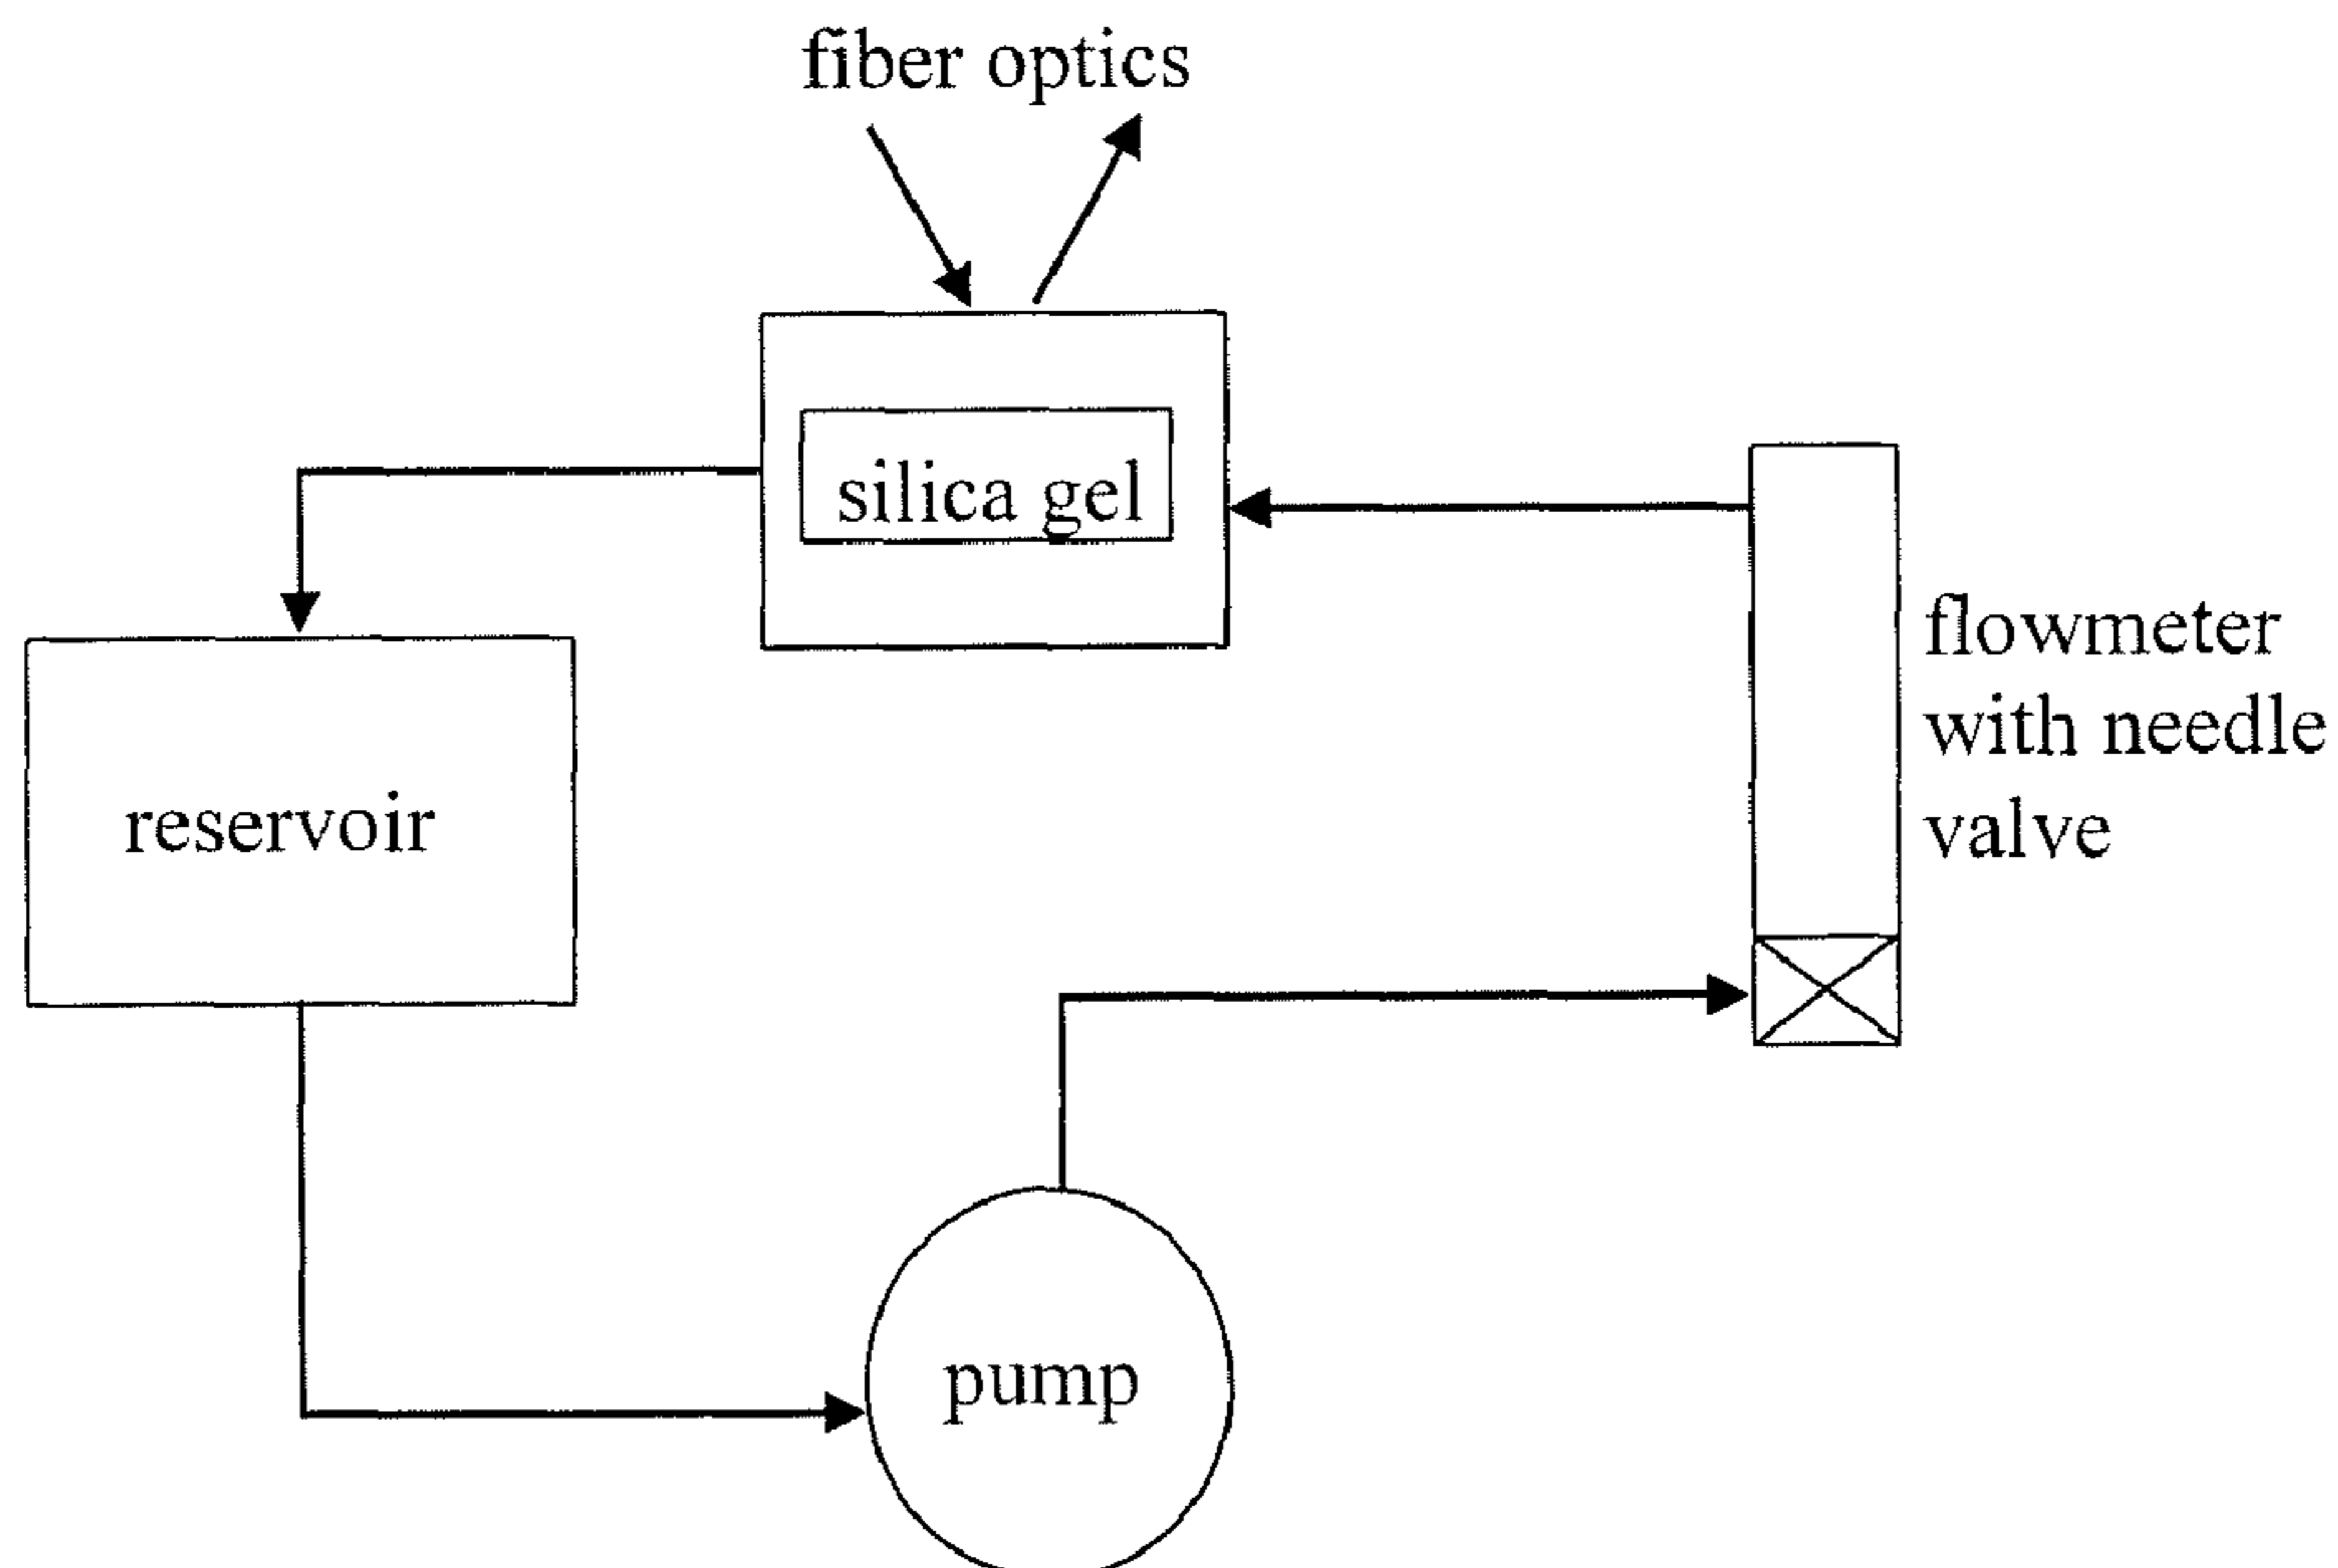 fiber optics
silica gel
flowmeter
with needle
valve
reservoir
pump